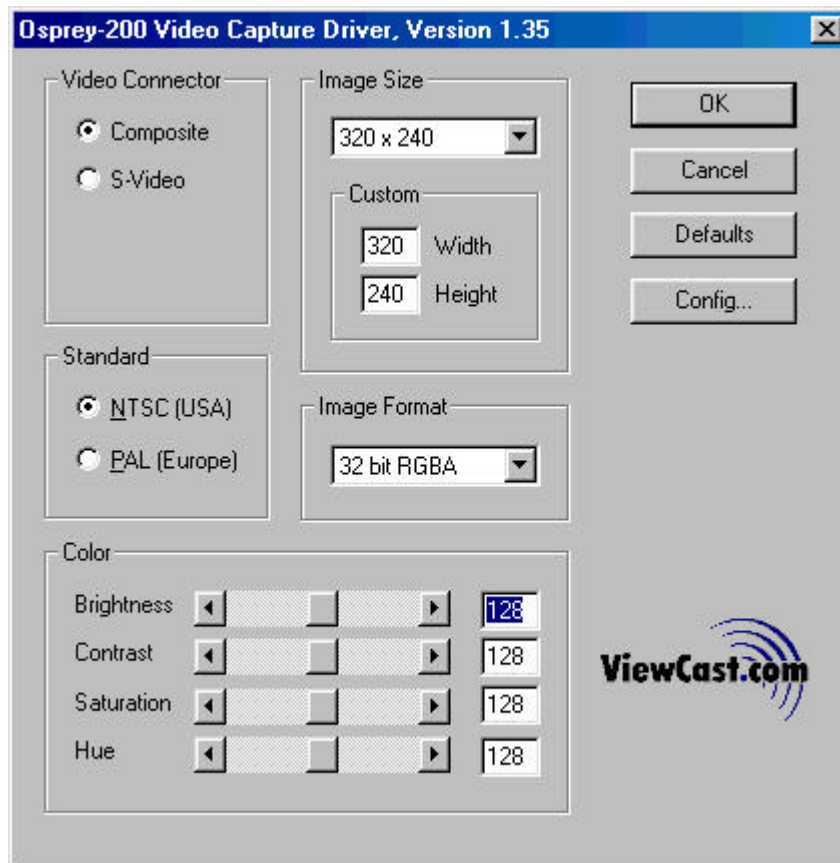 Osprey-200 Video Capture Driver, Version 1.35
Video Connector
Composite
S-Video
Image Size
320 x 240
Custom
320 Width
240 Height
OK
Cancel
Defaults
Config...
Standard
NTSC (USA)
PAL (Europe)
Image Format
32 bit RGBA
Color
Brightness 128
Contrast 128
Saturation 128
Hue 128
ViewCast.com